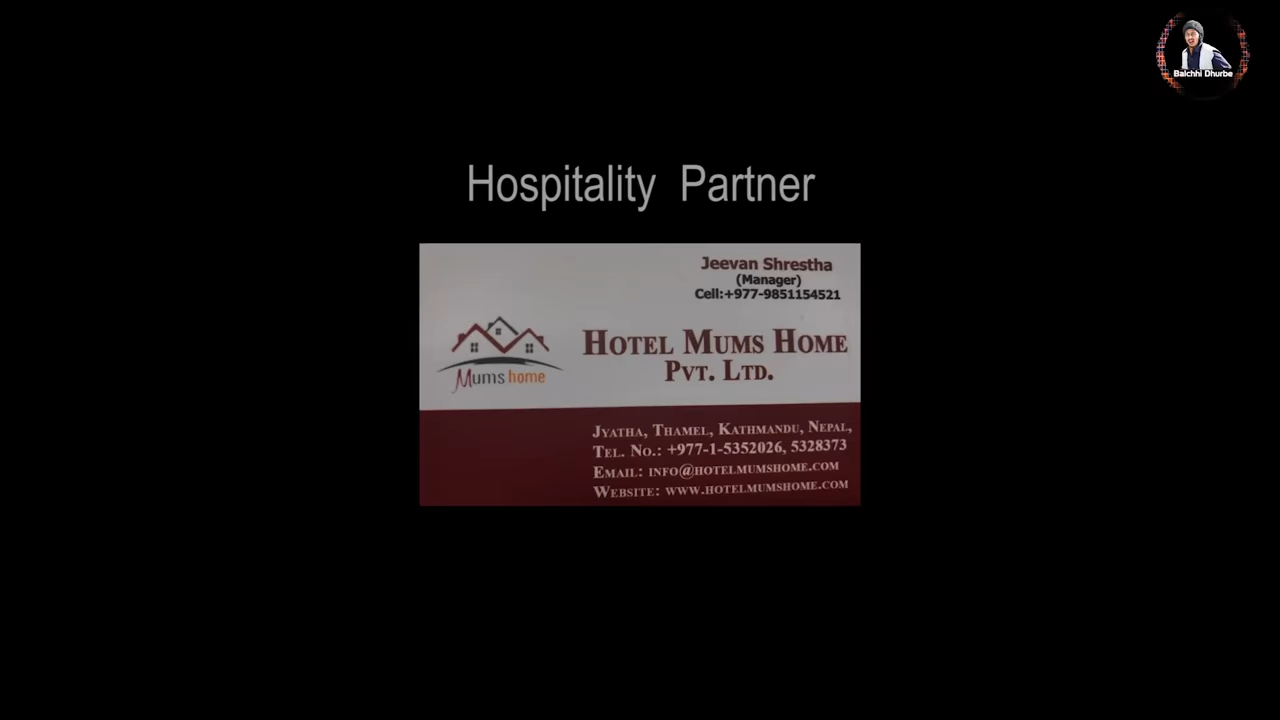 Balchhi Dhurbe
Hospitality Partner
Jeevan Shrestha
(Manager)
Cell:+977-9851154521
Mums home
HOTEL MUMS HOME
PVT. LTD.
JYATHA, THAMEL, KATHMANDU, NEPAL,
TEL. NO.: +977-1-5352026, 5328373
EMAIL: INFO@HOTELMUMSHOME.COM
WEBSITE: WWW.HOTELMUMSHOME.COM